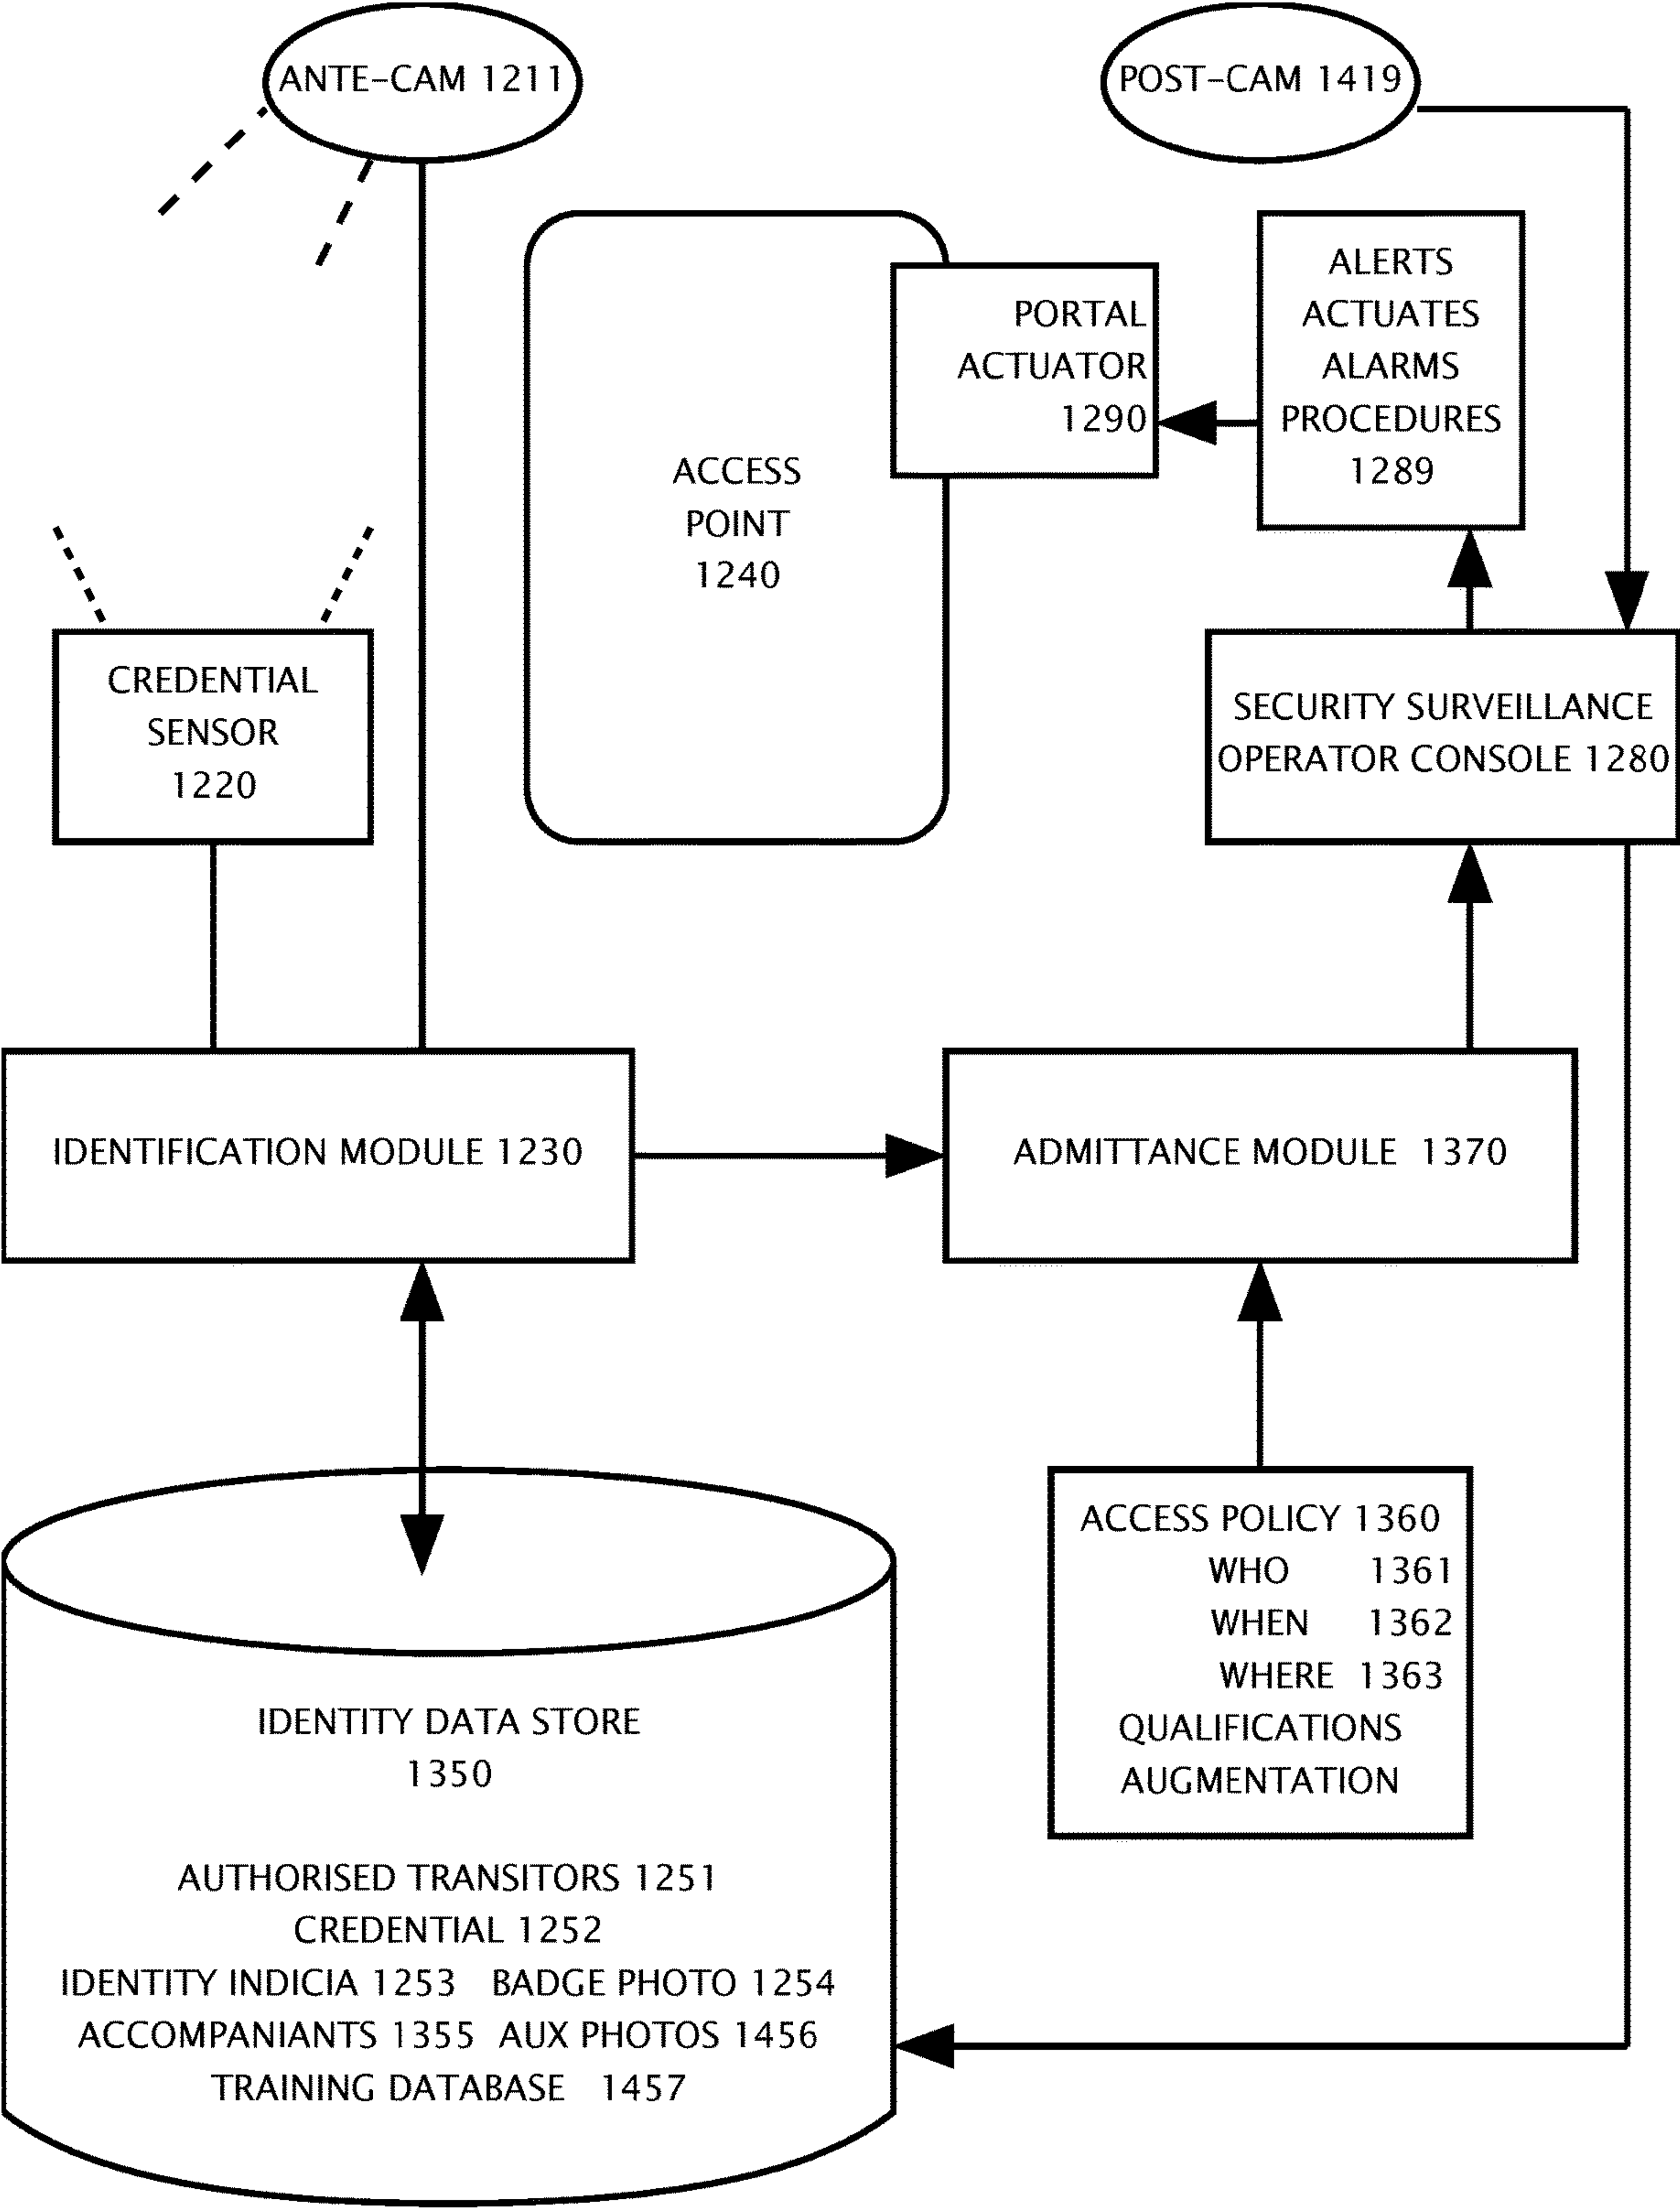 ANTE-CAM 1211
POST-CAM 1419
ALERTS
ACTUATES
ALARMS
PROCEDURES
1289
PORTAL
ACTUATOR
1290
ACCESS
POINT
1240
CREDENTIAL
SENSOR
1220
SECURITY SURVEILLANCE
OPERATOR CONSOLE 1280
IDENTIFICATION MODULE 1230
ADMITTANCE MODULE 1370
ACCESS POLICY 1360
WHO 1361
WHEN 1362
WHERE 1363
QUALIFICATIONS
AUGMENTATION
IDENTITY DATA STORE
1350
AUTHORISED TRANSITORS 1251
CREDENTIAL 1252
IDENTITY INDICIA 1253 BADGE PHOTO 1254
ACCOMPANIANTS 1355 AUX PHOTOS 1456
TRAINING DATABASE 1457